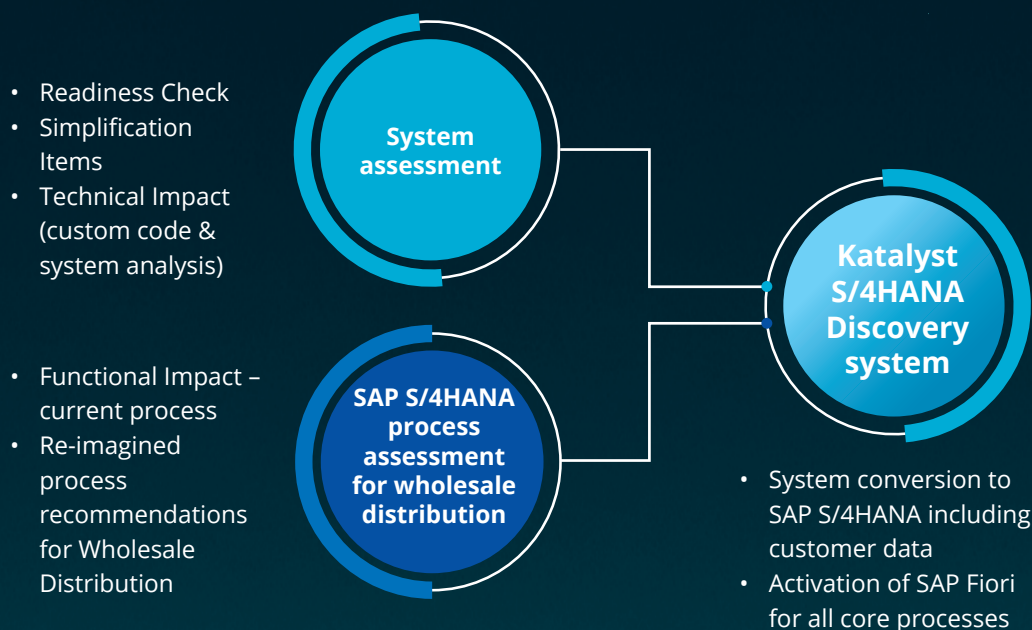 • Readiness Check
• Simplification
Items
• Technical Impact
(custom code &
system analysis)
System
assessment
• Functional Impact –
current process
• Re-imagined
process
recommendations
for Wholesale
Distribution
SAP S/4HANA
process
assessment
for wholesale
distribution
Katalyst
S/4HANA
Discovery
system
• System conversion to
SAP S/4HANA including
customer data
• Activation of SAP Fiori
for all core processes